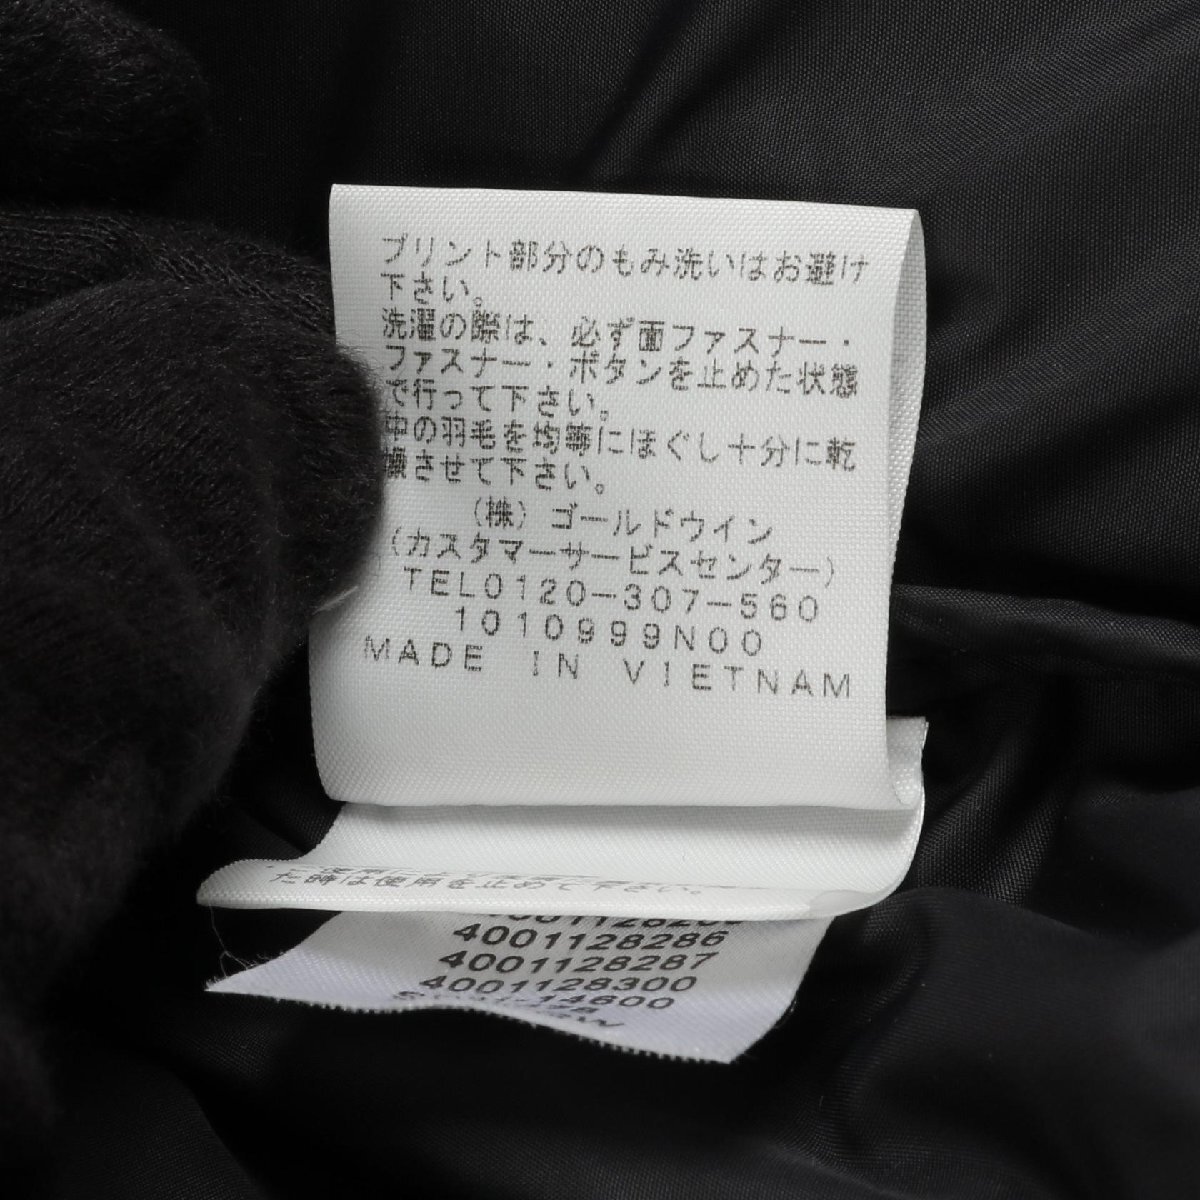 プリント部分のもみ洗いはお避け
下さい。
洗濯の際は、必ず面ファスナー・
ファスナー・ボタンを止めた状態
で行って下さい。
中の羽毛を均等にほぐし十分に乾
燥させて下さい。
(株)ゴールドウイン
(カスタマーサービスセンター)
TEL0120-307-560
1010999N00
MADE IN VIETNAM
た時は使用を止めて下さい。
4001128286
4001128287
4001128300